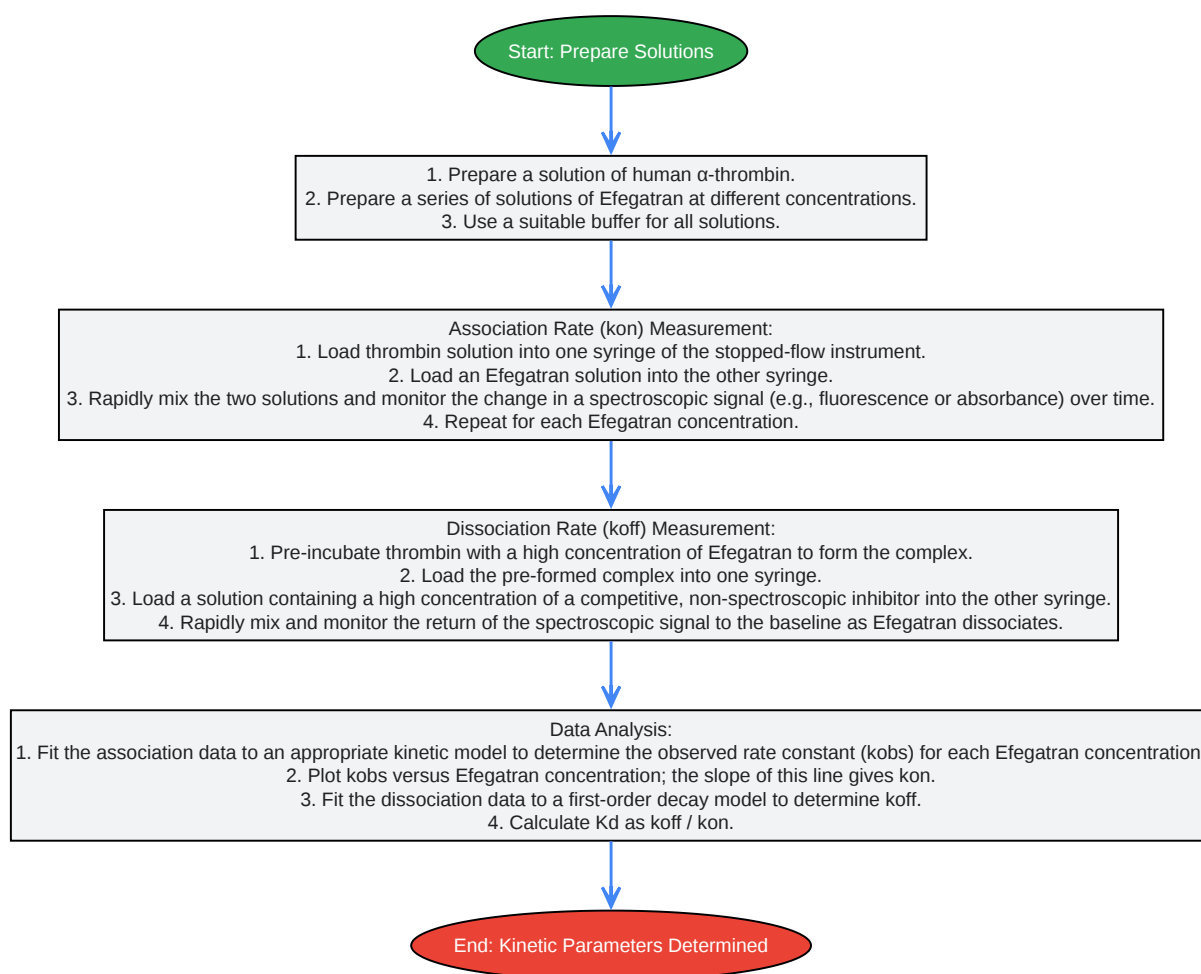 Start: Prepare Solutions
1. Prepare a solution of human α-thrombin.
2. Prepare a series of solutions of Efegatran at different concentrations.
3. Use a suitable buffer for all solutions.
Association Rate (kon) Measurement:
1. Load thrombin solution into one syringe of the stopped-flow instrument.
2. Load an Efegatran solution into the other syringe.
3. Rapidly mix the two solutions and monitor the change in a spectroscopic signal (e.g., fluorescence or absorbance) over time.
4. Repeat for each Efegatran concentration.
Dissociation Rate (koff) Measurement:
1. Pre-incubate thrombin with a high concentration of Efegatran to form the complex.
2. Load the pre-formed complex into one syringe.
3. Load a solution containing a high concentration of a competitive, non-spectroscopic inhibitor into the other syringe.
4. Rapidly mix and monitor the return of the spectroscopic signal to the baseline as Efegatran dissociates.
Data Analysis:
1. Fit the association data to an appropriate kinetic model to determine the observed rate constant (kobs) for each Efegatran concentration
2. Plot kobs versus Efegatran concentration; the slope of this line gives kon.
3. Fit the dissociation data to a first-order decay model to determine koff.
4. Calculate Kd as koff / kon.
End: Kinetic Parameters Determined